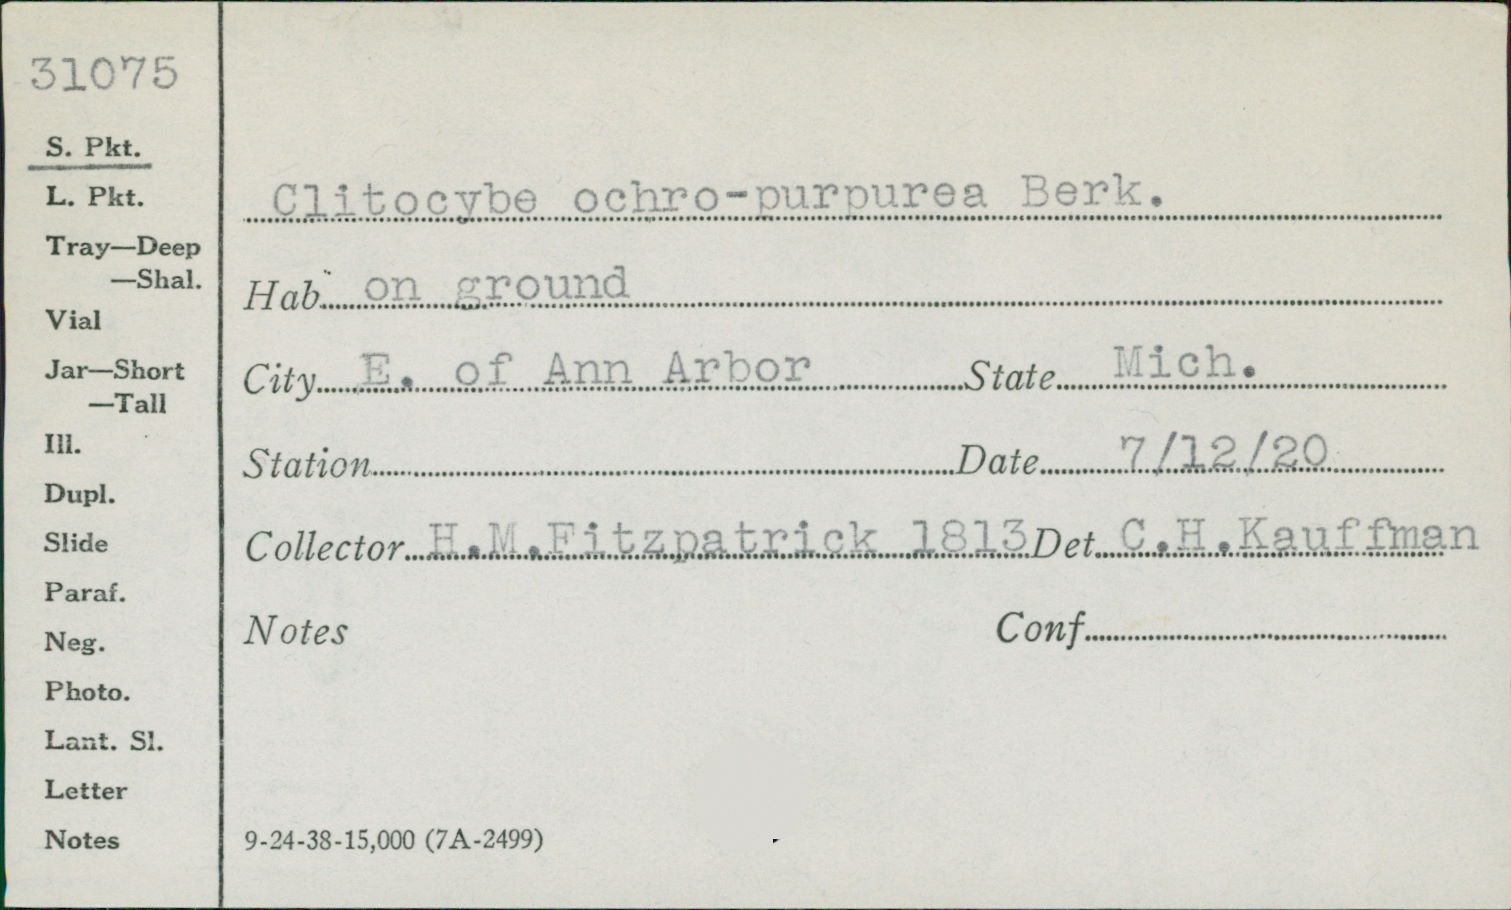 31075
S. Pkt.
L. Pkt.
Tray—Deep
—Shal.
Vial
Jar—Short
—Tall
Ill.
Dupl.
Slide
Paraf.
Neg.
Photo.
Lant. Sl.
Letter
Notes
Clitocybe ochro-purpurea Berk.
Hab. on ground
City E. of Ann Arbor State Mich.
Station Date 7/12/20
Collector H.M.Fitzpatrick 1813 Det. C.H.Kauffman
Notes Conf.
9-24-38-15,000 (7A-2499)